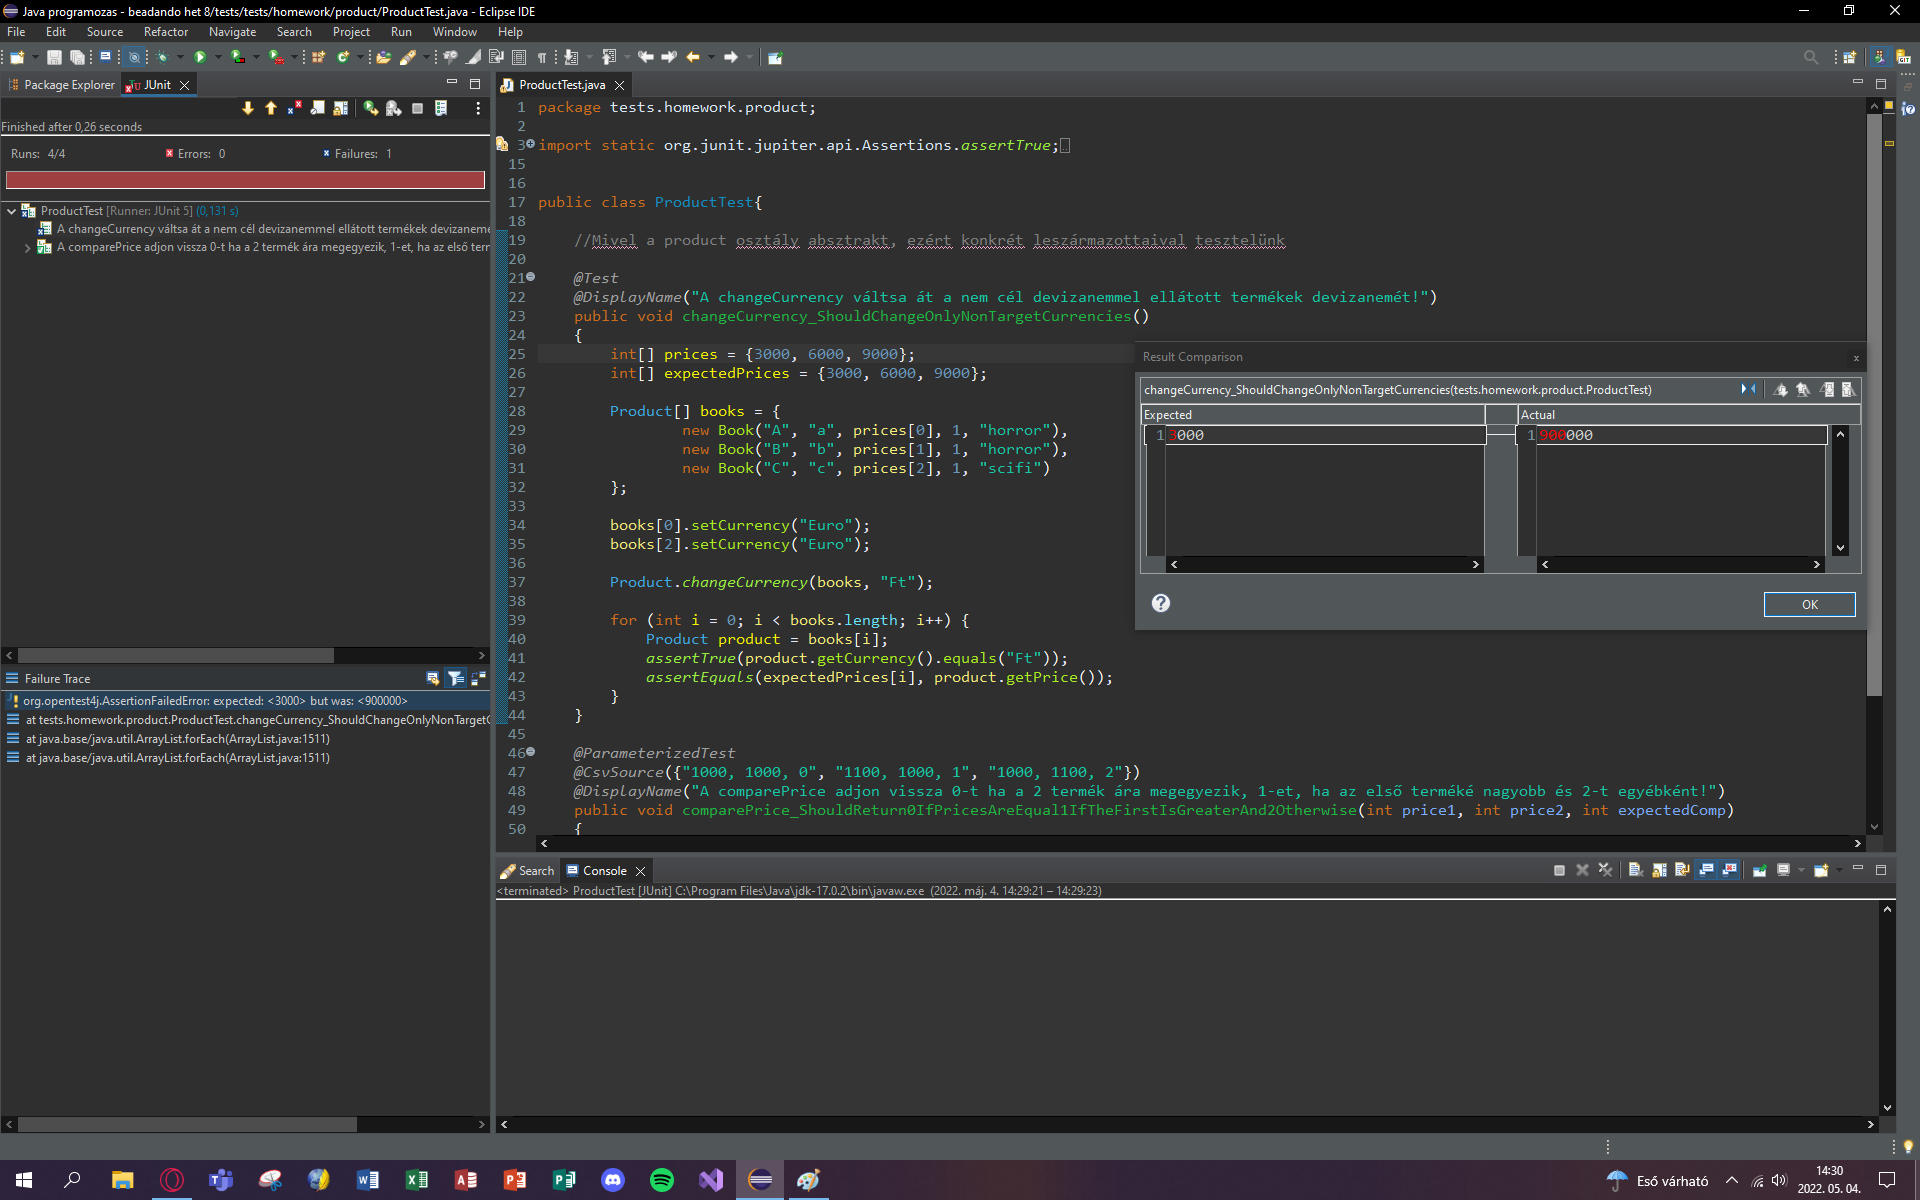 Java programozas - beadando het 8/tests/tests/homework/product/ProductTest.java - Eclipse IDE
File Edit Source Refactor Navigate Search Project Run Window Help
Package Explorer JUnit
Finished after 0,26 seconds
Runs: 4/4 Errors: 0 Failures: 1
ProductTest [Runner: JUnit 5] (0,131 s)
A changeCurrency váltsa át a nem cél devizanemmel ellátott termékek devizaneme
A comparePrice adjon vissza 0-t ha a 2 termék ára megegyezik, 1-et, ha az első ter
Failure Trace
org.opentest4j.AssertionFailedError: expected: <3000> but was: <900000>
at tests.homework.product.ProductTest.changeCurrency_ShouldChangeOnlyNonTarget
at java.base/java.util.ArrayList.forEach(ArrayList.java:1511)
at java.base/java.util.ArrayList.forEach(ArrayList.java:1511)
ProductTest.java
1 package tests.homework.product;
2
3 import static org.junit.jupiter.api.Assertions.assertTrue;
15
16
17 public class ProductTest{
18
19 //Mivel a product osztály absztrakt, ezért konkrét leszármazottaival tesztelünk
20
21 @Test
22 @DisplayName("A changeCurrency váltsa át a nem cél devizanemmel ellátott termékek devizanemét!")
23 public void changeCurrency_ShouldChangeOnlyNonTargetCurrencies()
24 {
25 int[] prices = {3000, 6000, 9000};
26 int[] expectedPrices = {3000, 6000, 9000};
27
28 Product[] books = {
29 new Book("A", "a", prices[0], 1, "horror"),
30 new Book("B", "b", prices[1], 1, "horror"),
31 new Book("C", "c", prices[2], 1, "scifi")
32 };
33
34 books[0].setCurrency("Euro");
35 books[2].setCurrency("Euro");
36
37 Product.changeCurrency(books, "Ft");
38
39 for (int i = 0; i < books.length; i++) {
40 Product product = books[i];
41 assertTrue(product.getCurrency().equals("Ft"));
42 assertEquals(expectedPrices[i], product.getPrice());
43 }
44 }
45
46 @ParameterizedTest
47 @CsvSource({"1000, 1000, 0", "1100, 1000, 1", "1000, 1100, 2"})
48 @DisplayName("A comparePrice adjon vissza 0-t ha a 2 termék ára megegyezik, 1-et, ha az első terméké nagyobb és 2-t egyébként!")
49 public void comparePrice_ShouldReturn0IfPricesAreEqual1IfTheFirstIsGreaterAnd2Otherwise(int price1, int price2, int expectedComp)
50 {
Result Comparison
changeCurrency_ShouldChangeOnlyNonTargetCurrencies(tests.homework.product.ProductTest)
Expected Actual
1 3000 1 900000
OK
Search Console
<terminated> ProductTest [JUnit] C:\Program Files\Java\jdk-17.0.2\bin\javaw.exe (2022. máj. 4. 14:29:21 – 14:29:23)
Eső várható
14:30
2022. 05. 04.